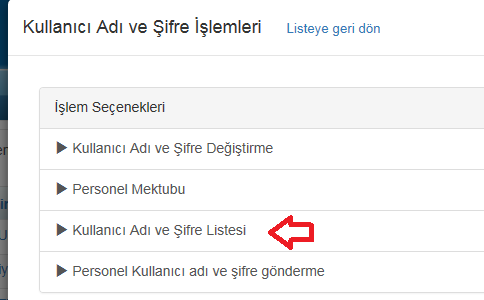 Kullanıcı Adı ve Şifre İşlemleri Listeye geri dön
İşlem Seçenekleri
Kullanıcı Adı ve Şifre Değiştirme
Personel Mektubu
Kullanıcı Adı ve Şifre Listesi
Personel Kullanıcı adı ve şifre gönderme